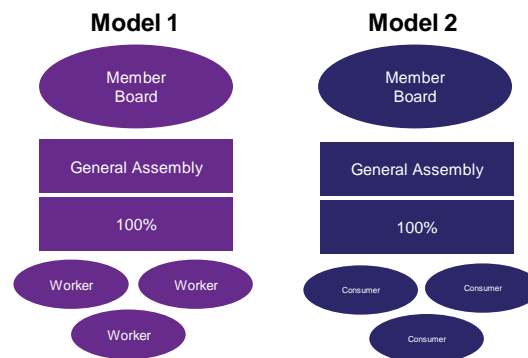 Model 1
Member
Board
General Assembly
100%
Worker
Worker
Worker
Model 2
Member
Board
General Assembly
100%
Consumer
Consumer
Consumer